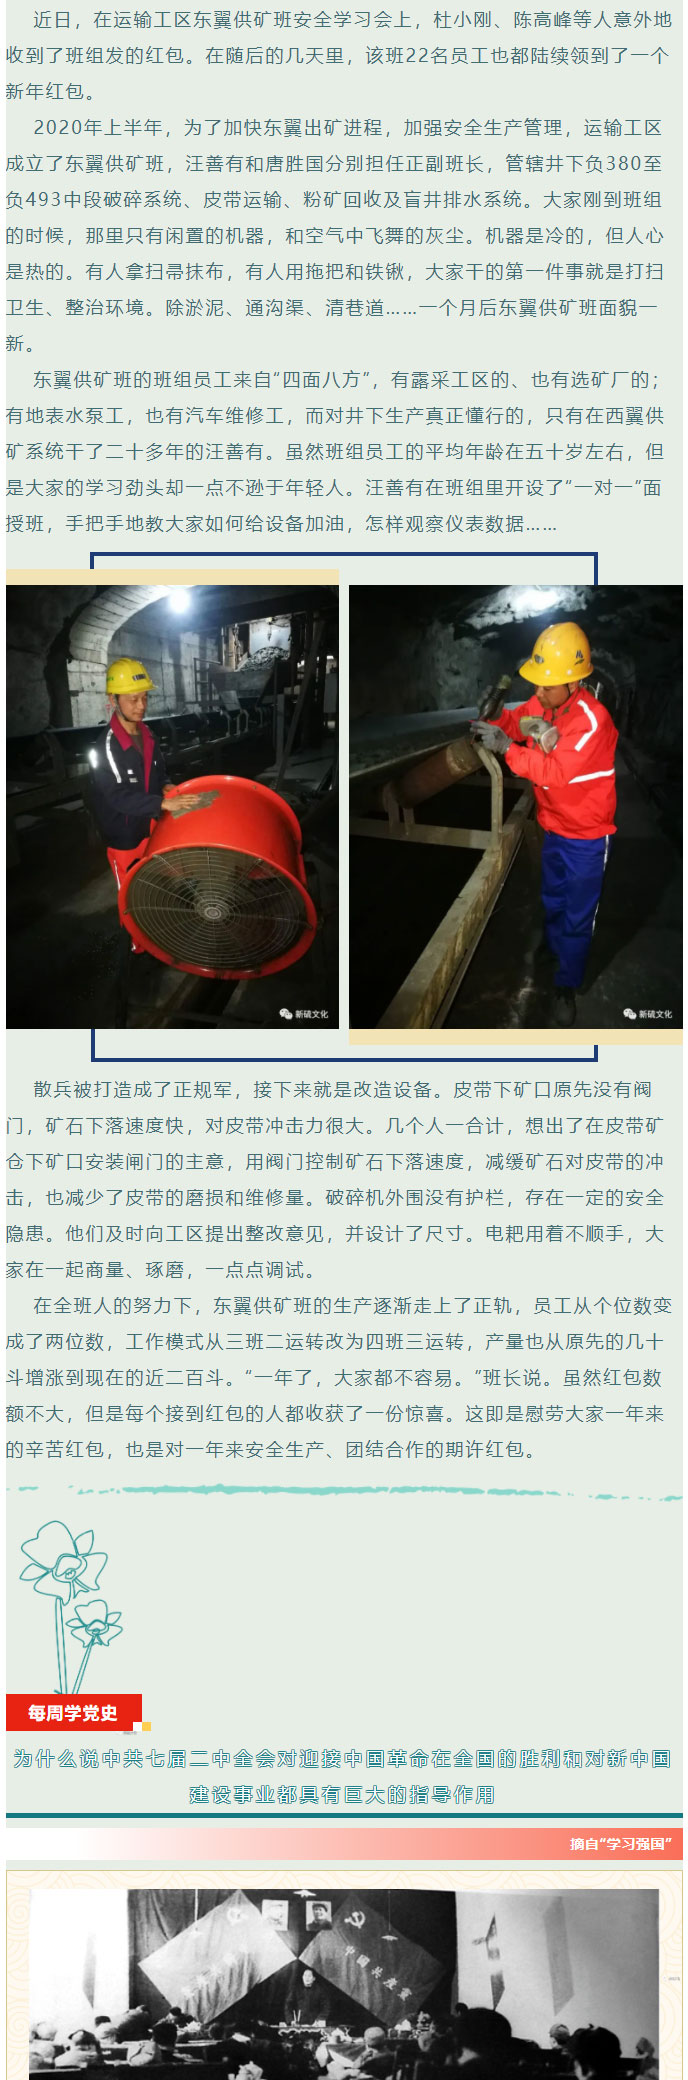 近日，在运输工区东翼供矿班安全学习会上，杜小刚、陈高峰等人意外地
收到了班组发的红包。在随后的几天里，该班22名员工也都陆续领到了一个
新年红包。
2020年上半年，为了加快东翼出矿进程，加强安全生产管理，运输工区
成立了东翼供矿班，汪善有和唐胜国分别担任正副班长，管辖井下负380至
负493中段破碎系统、皮带运输、粉矿回收及盲井排水系统。大家刚到班组
的时候，那里只有闲置的机器，和空气中飞舞的灰尘。机器是冷的，但人心
是热的。有人拿扫帚抹布，有人用拖把和铁锹，大家干的第一件事就是打扫
卫生、整治环境。除淤泥、通沟渠、清巷道……一个月后东翼供矿班面貌一
新。
东翼供矿班的班组员工来自“四面八方”，有露采工区的、也有选矿厂的；
有地表水泵工，也有汽车维修工，而对井下生产真正懂行的，只有在西翼供
矿系统干了二十多年的汪善有。虽然班组员工的平均年龄在五十岁左右，但
是大家的学习劲头却一点不逊于年轻人。汪善有在班组里开设了“一对一”面
授班，手把手地教大家如何给设备加油，怎样观察仪表数据……
新硫文化
新硫文化
散兵被打造成了正规军，接下来就是改造设备。皮带下矿口原先没有阀
门，矿石下落速度快，对皮带冲击力很大。几个人一合计，想出了在皮带矿
仓下矿口安装闸门的主意，用阀门控制矿石下落速度，减缓矿石对皮带的冲
击，也减少了皮带的磨损和维修量。破碎机外围没有护栏，存在一定的安全
隐患。他们及时向工区提出整改意见，并设计了尺寸。电耙用着不顺手，大
家在一起商量、琢磨，一点点调试。
在全班人的努力下，东翼供矿班的生产逐渐走上了正轨，员工从个位数变
成了两位数，工作模式从三班二运转改为四班三运转，产量也从原先的几十
斗增涨到现在的近二百斗。“一年了，大家都不容易。”班长说。虽然红包数
额不大，但是每个接到红包的人都收获了一份惊喜。这即是慰劳大家一年来
的辛苦红包，也是对一年来安全生产、团结合作的期许红包。
每周学党史
为什么说中共七届二中全会对迎接中国革命在全国的胜利和对新中国
建设事业都具有巨大的指导作用
摘自“学习强国”
中国共产党